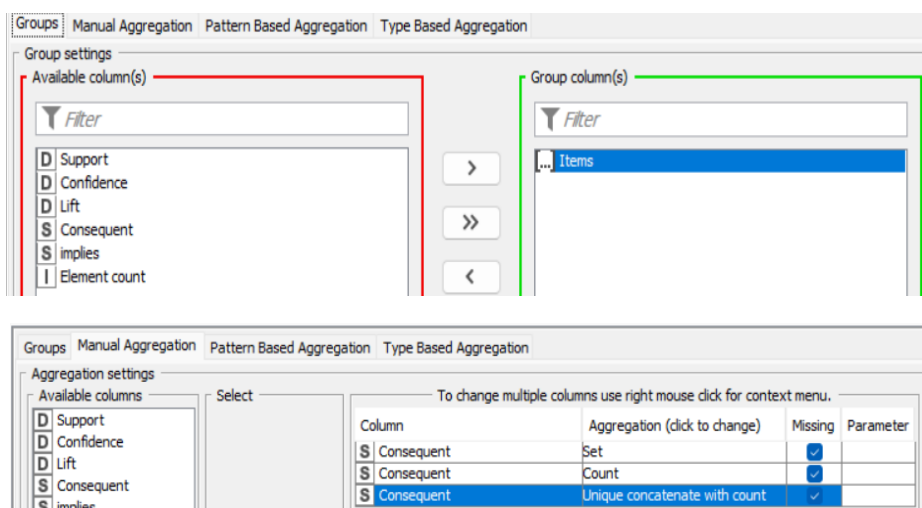 Groups Manual Aggregation Pattern Based Aggregation Type Based Aggregation
Group settings
Available column(s) Group column(s)
Filter Filter
D Support [...] Items
D Confidence >
D Lift
S Consequent >>
S implies
I Element count <
Groups Manual Aggregation Pattern Based Aggregation Type Based Aggregation
Aggregation settings
Available columns Select To change multiple columns use right mouse click for context menu.
D Support Column Aggregation (click to change) Missing Parameter
D Confidence S Consequent Set
D Lift S Consequent Count
S Consequent S Consequent Unique concatenate with count
S implies